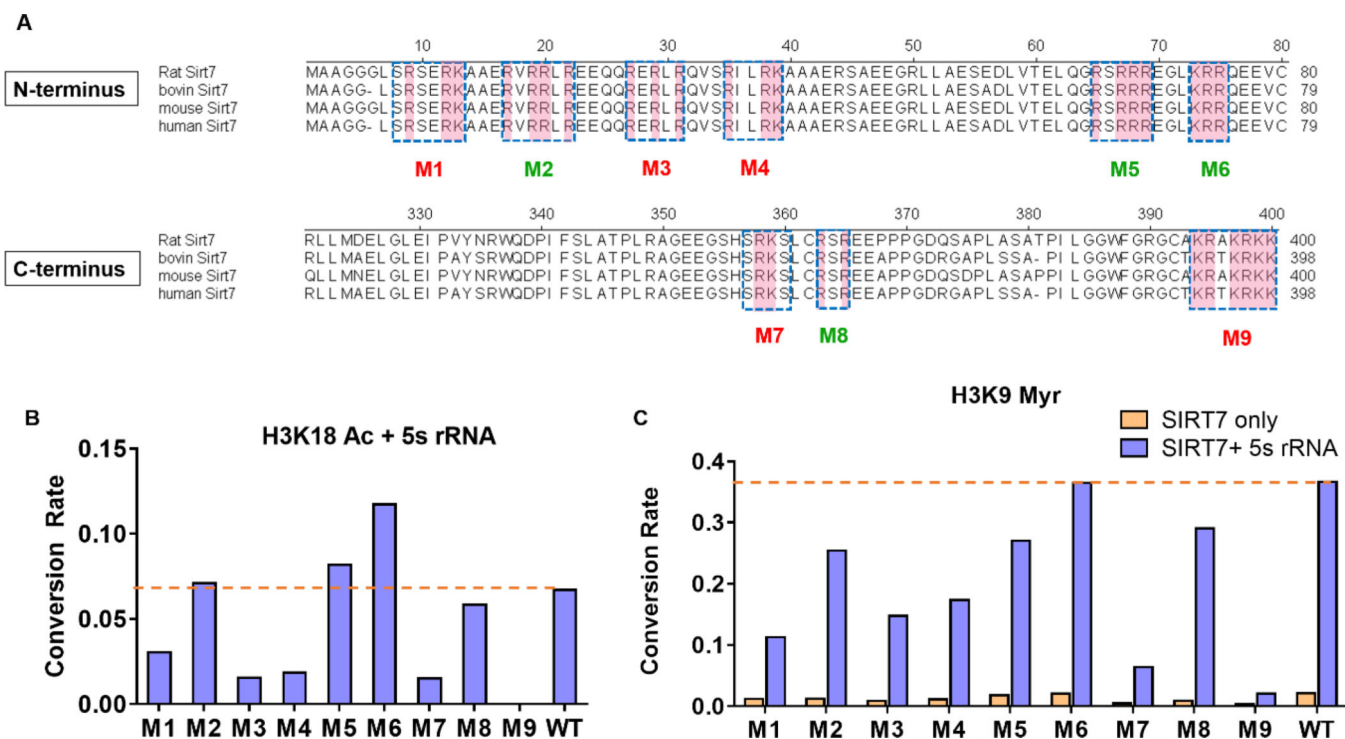 A
10 20 30 40 50 60 70 80
N-terminus
Rat Sirt7 MAAGGGLSRSERKAAERVRRLREEQQRERLRQVSRILRKAAAERSAEEGRLLAESEDLVTELQGRSRRREGLKRRQEEVC 80
bovin Sirt7 MAAGG-LSRSERKAAERVRRLREEQQRERLRQVSRILRKAAAERSAEEGRLLAESADLVTELQGRSRRREGLKRRQEEVC 79
mouse Sirt7 MAAGGGLSRSERKAAERVRRLREEQQRERLRQVSRILRKAAAERSAEEGRLLAESEDLVTELQGRSRRREGLKRRQEEVC 80
human Sirt7 MAAGG-LSRSERKAAERVRRLREEQQRERLRQVSRILRKAAAERSAEEGRLLAESADLVTELQGRSRRREGLKRRQEEVC 79
M1 M2 M3 M4 M5 M6
330 340 350 360 370 380 390 400
C-terminus
Rat Sirt7 RLLMDELGLEIPVYNRWQDPIFSLATPLRAGEEGSHSRKSLCRSREEPPPGDQSAPLASATPILGGWFGRGCAKRAKRKK 400
bovin Sirt7 RLLMAELGLEIPAYSRWQDPIFSLATPLRAGEEGSHSRKSLCRSREEAPPGDRGAPLSSA-PILGGWFGRGCTKRTKRKK 398
mouse Sirt7 QLLMNELGLEIPVYNRWQDPIFSLATPLRAGEEGSHSRKSLCRSREEAPPGDQSDPLASAPPILGGWFGRGCAKRAKRKK 400
human Sirt7 RLLMAELGLEIPAYSRWQDPIFSLATPLRAGEEGSHSRKSLCRSREEAPPGDRGAPLSSA-PILGGWFGRGCTKRTKRKK 398
M7 M8 M9
B
H3K18 Ac + 5s rRNA
Conversion Rate
0.15
0.10
0.05
0.00
M1 M2 M3 M4 M5 M6 M7 M8 M9 WT
C
H3K9 Myr
SIRT7 only
SIRT7+ 5s rRNA
Conversion Rate
0.4
0.3
0.2
0.1
0.0
M1 M2 M3 M4 M5 M6 M7 M8 M9 WT